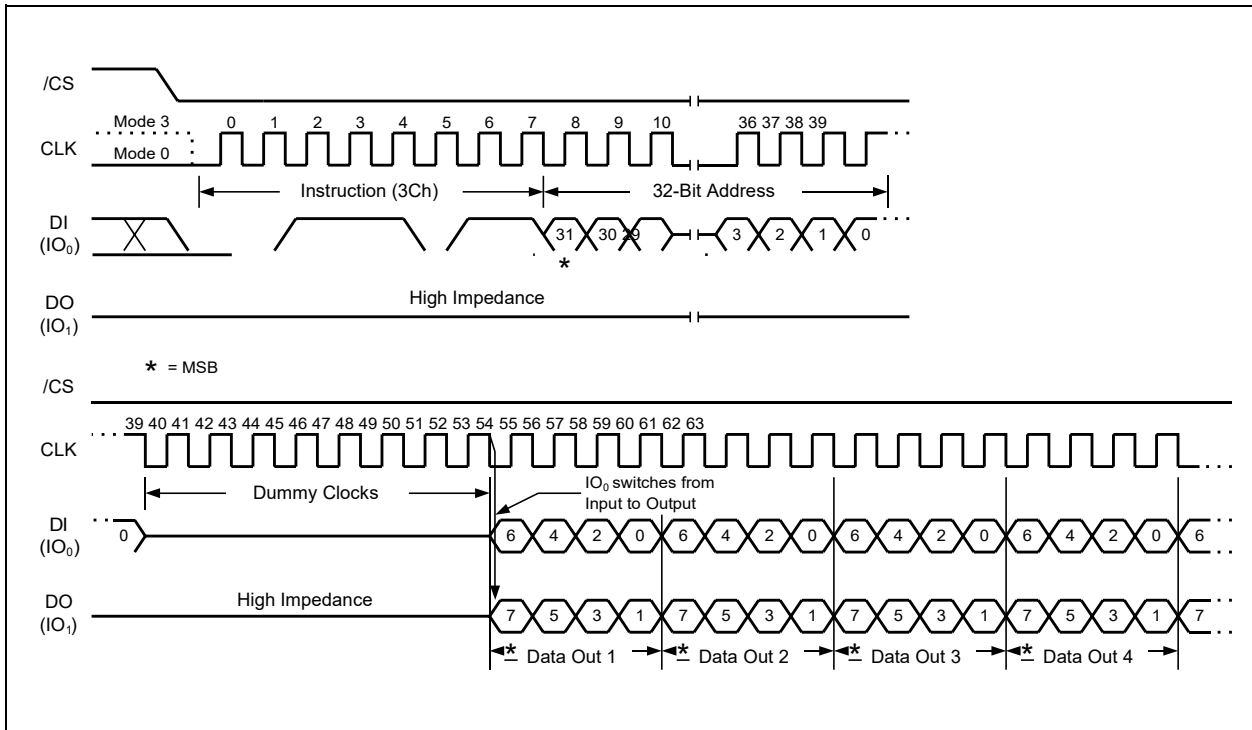 /CS
Mode 3 0 1 2 3 4 5 6 7 8 9 10 36 37 38 39
CLK Mode 0
Instruction (3Ch) 32-Bit Address
DI
(IO₀) 31 30 29 3 2 1 0
*
DO High Impedance
(IO₁)
* = MSB
/CS
39 40 41 42 43 44 45 46 47 48 49 50 51 52 53 54 55 56 57 58 59 60 61 62 63
CLK
Dummy Clocks IO₀ switches from
Input to Output
DI
(IO₀) 0 6 4 2 0 6 4 2 0 6 4 2 0 6 4 2 0 6
DO High Impedance
(IO₁) 7 5 3 1 7 5 3 1 7 5 3 1 7 5 3 1 7
* Data Out 1 * Data Out 2 * Data Out 3 * Data Out 4